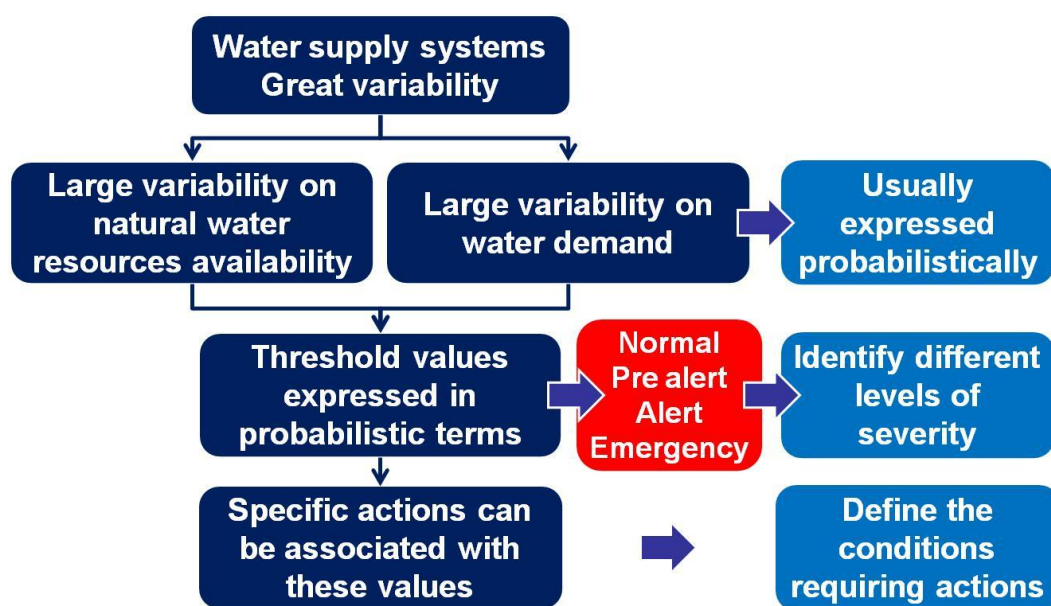 Water supply systems
Great variability
Large variability on
natural water
resources availability
Large variability on
water demand
Usually
expressed
probabilistically
Threshold values
expressed in
probabilistic terms
Normal
Pre alert
Alert
Emergency
Identify different
levels of
severity
Specific actions can
be associated with
these values
Define the
conditions
requiring actions